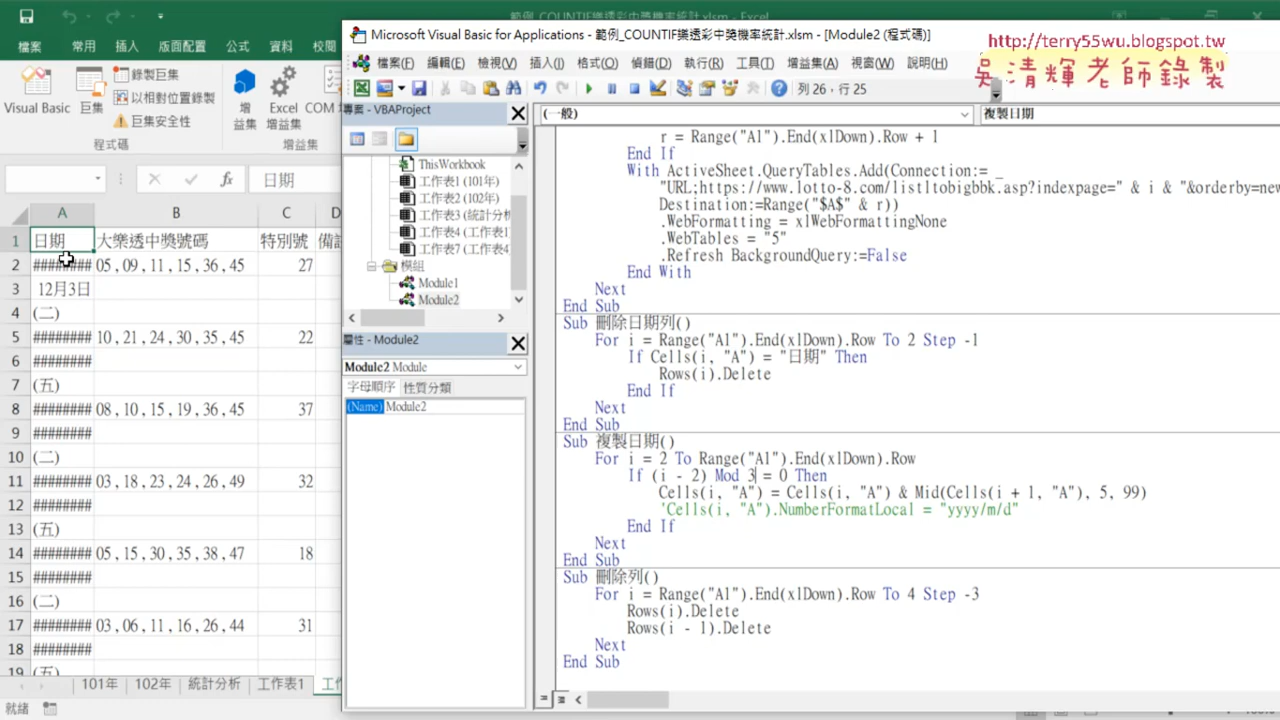 範例_COUNTIF樂透彩中獎機率統計.xlsm - Excel
檔案 常用 插入 版面配置 公式 資料 校閱
Visual Basic 巨集 錄製巨集 以相對位置錄製 巨集安全性 增益集 Excel 增益集 COM
程式碼 增益集
日期
A B C D
1 日期 大樂透中獎號碼 特別號
2 ######## 05 , 09 , 11 , 15 , 36 , 45 27
3 12月3日
4 (二)
5 ######## 10 , 21 , 24 , 30 , 35 , 45 22
6 ########
7 (五)
8 ######## 08 , 10 , 15 , 19 , 36 , 45 37
9 ########
10 (二)
11 ######## 03 , 18 , 23 , 24 , 26 , 49 32
12 ########
13 (五)
14 ######## 05 , 15 , 30 , 35 , 38 , 47 18
15 ########
16 (二)
17 ######## 03 , 06 , 11 , 16 , 26 , 44 31
18 ########
19 (五)
101年 102年 統計分析 工作表1
就緒
Microsoft Visual Basic for Applications - 範例_COUNTIF樂透彩中獎機率統計.xlsm - [Module2 (程式碼)]
http://terry55wu.blogspot.tw
吳清輝老師錄製
檔案(F) 編輯(E) 檢視(V) 插入(I) 格式(O) 偵錯(D) 執行(R) 工具(T) 增益集(A) 視窗(W) 說明(H)
列 26，行 25
專案 - VBAProject
ThisWorkbook
工作表1 (101年)
工作表2 (102年)
工作表3 (統計分析
工作表4 (工作表1
工作表7 (工作表4
模組
Module1
Module2
屬性 - Module2
Module2 Module
字母順序 性質分類
(Name) Module2
(一般) 複製日期
r = Range("A1").End(xlDown).Row + 1
End If
With ActiveSheet.QueryTables.Add(Connection:= _
"URL;https://www.lotto-8.com/listltobigbbk.asp?indexpage=" & i & "&orderby=new
Destination:=Range("$A$" & r))
.WebFormatting = xlWebFormattingNone
.WebTables = "5"
.Refresh BackgroundQuery:=False
End With
Next
End Sub
Sub 刪除日期列()
For i = Range("A1").End(xlDown).Row To 2 Step -1
If Cells(i, "A") = "日期" Then
Rows(i).Delete
End If
Next
End Sub
Sub 複製日期()
For i = 2 To Range("A1").End(xlDown).Row
If (i - 2) Mod 3 = 0 Then
Cells(i, "A") = Cells(i, "A") & Mid(Cells(i + 1, "A"), 5, 99)
'Cells(i, "A").NumberFormatLocal = "yyyy/m/d"
End If
Next
End Sub
Sub 刪除列()
For i = Range("A1").End(xlDown).Row To 4 Step -3
Rows(i).Delete
Rows(i - 1).Delete
Next
End Sub